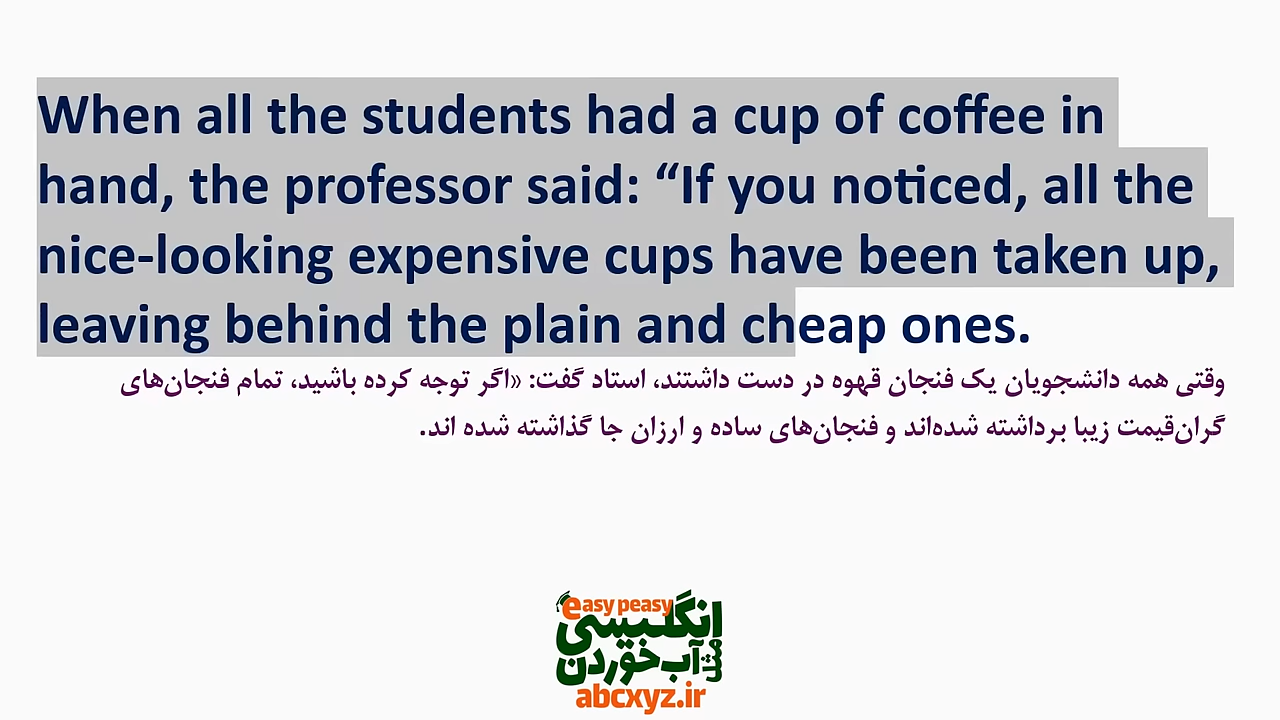 When all the students had a cup of coffee in
hand, the professor said: “If you noticed, all the
nice-looking expensive cups have been taken up,
leaving behind the plain and cheap ones.
وقتی همه دانشجویان یک فنجان قهوه در دست داشتند، استاد گفت: «اگر توجه کرده باشید، تمام فنجان‌های
گران‌قیمت زیبا برداشته شده‌اند و فنجان‌های ساده و ارزان جا گذاشته شده اند.
easy peasy
انگلیسی
مثل آب خوردن
abcxyz.ir